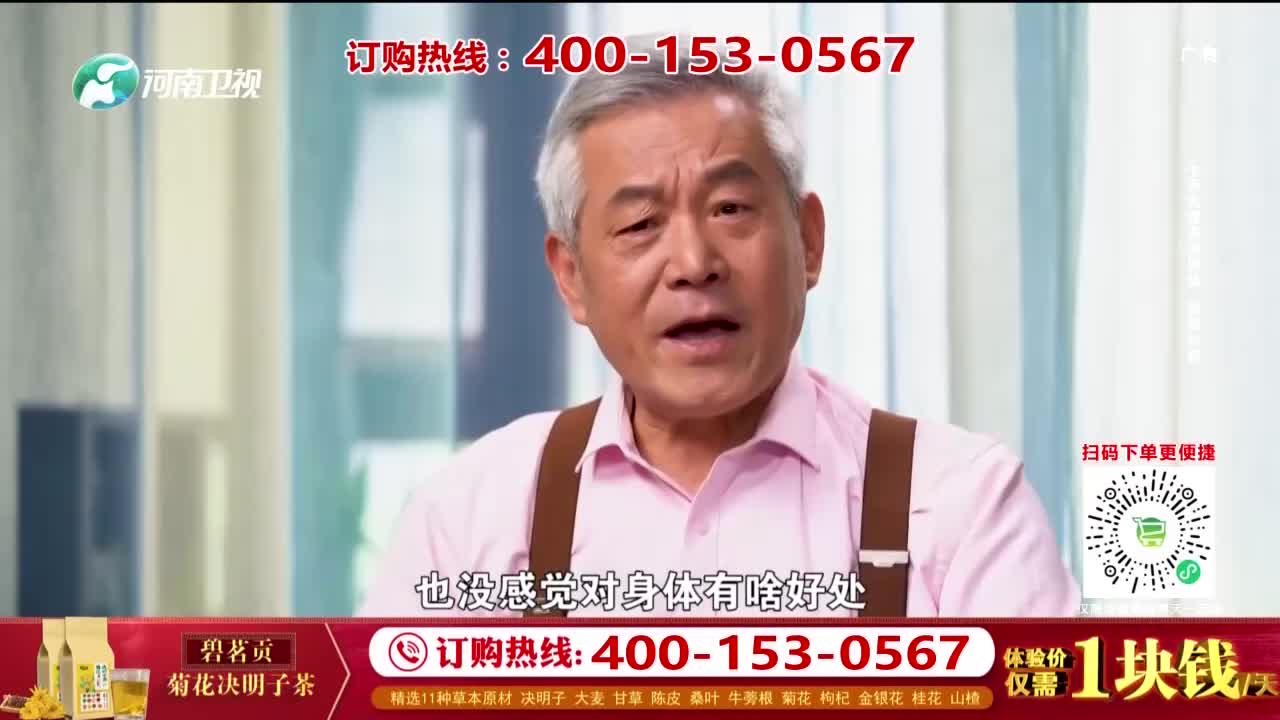 河南卫视
订购热线：400-153-0567
广告
扫码下单更便捷
也没感觉对身体有啥好处
碧茗贡
菊花决明子茶
订购热线:400-153-0567
精选11种草本原材 决明子 大麦 甘草 陈皮 桑叶 牛蒡根 菊花 枸杞 金银花 桂花 山楂
体验价
仅需
1块钱/天